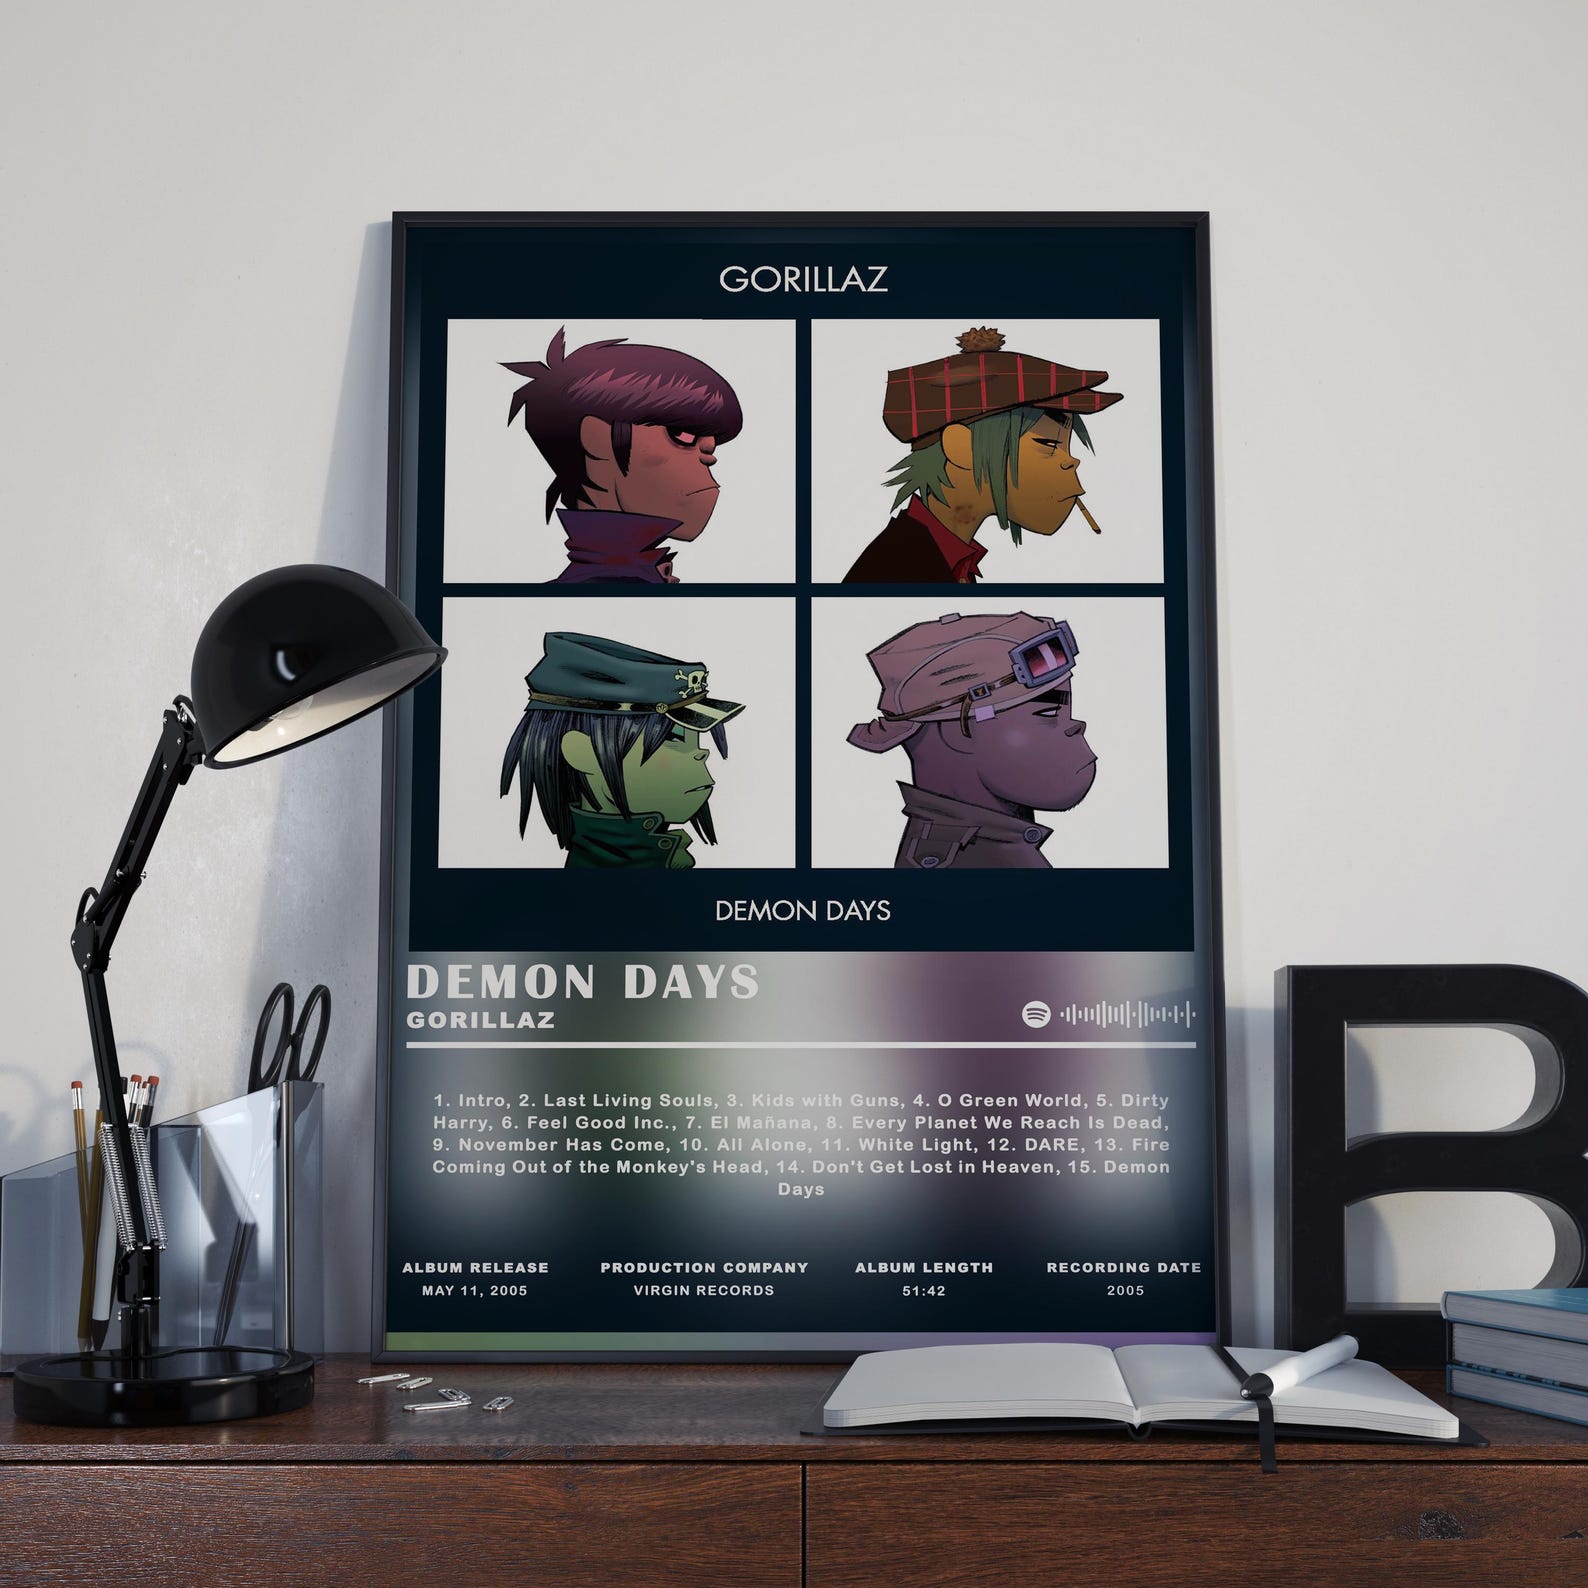 GORILLAZ
DEMON DAYS
DEMON DAYS
GORILLAZ
1. Intro, 2. Last Living Souls, 3. Kids with Guns, 4. O Green World, 5. Dirty
Harry, 6. Feel Good Inc., 7. El Mañana, 8. Every Planet We Reach Is Dead,
9. November Has Come, 10. All Alone, 11. White Light, 12. DARE, 13. Fire
Coming Out of the Monkey's Head, 14. Don't Get Lost in Heaven, 15. Demon
Days
ALBUM RELEASE PRODUCTION COMPANY ALBUM LENGTH RECORDING DATE
MAY 11, 2005 VIRGIN RECORDS 51:42 2005
B